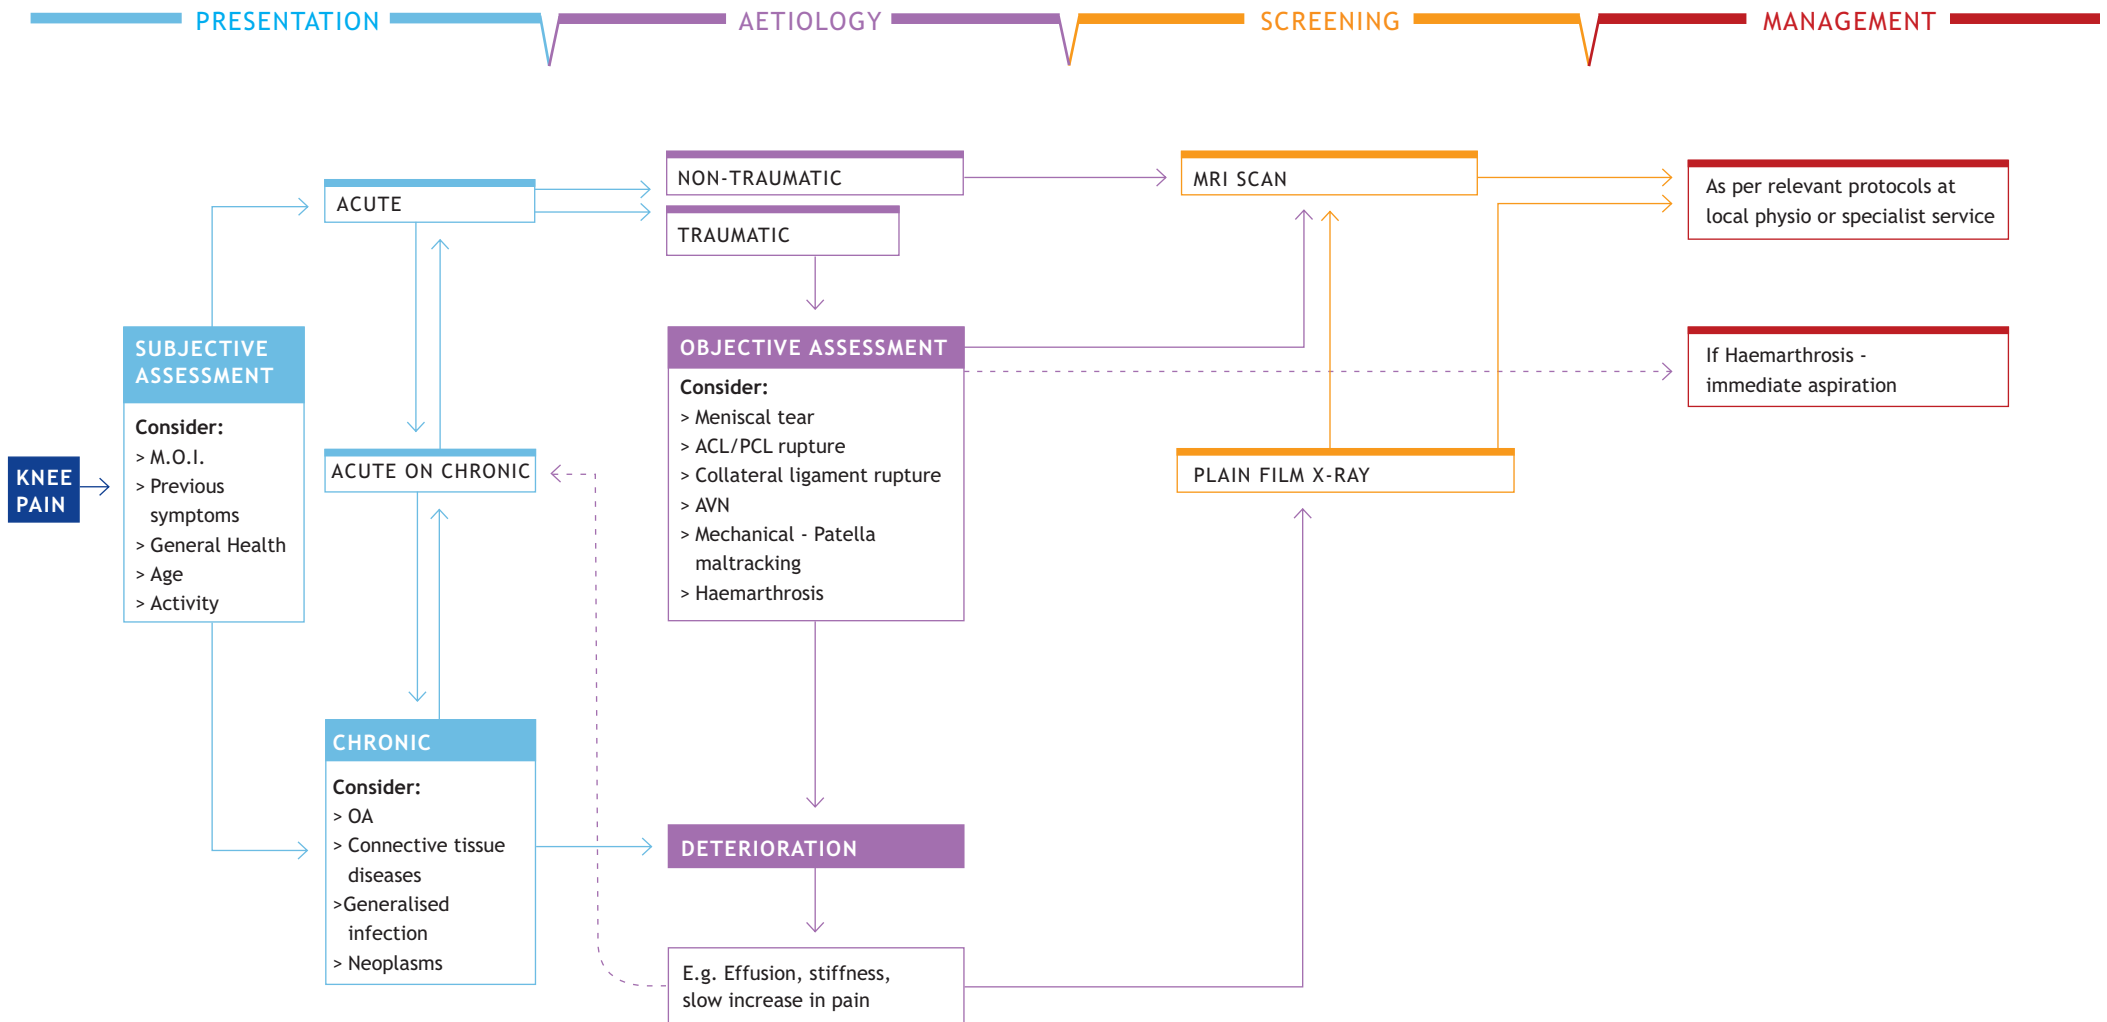 PRESENTATION
AETIOLOGY
SCREENING
MANAGEMENT
KNEE
PAIN
SUBJECTIVE
ASSESSMENT
Consider:
> M.O.I.
> Previous
symptoms
> General Health
> Age
> Activity
ACUTE
ACUTE ON CHRONIC
CHRONIC
Consider:
> OA
> Connective tissue
diseases
>Generalised
infection
> Neoplasms
NON-TRAUMATIC
TRAUMATIC
OBJECTIVE ASSESSMENT
Consider:
> Meniscal tear
> ACL/PCL rupture
> Collateral ligament rupture
> AVN
> Mechanical - Patella
maltracking
> Haemarthrosis
DETERIORATION
E.g. Effusion, stiffness,
slow increase in pain
MRI SCAN
PLAIN FILM X-RAY
As per relevant protocols at
local physio or specialist service
If Haemarthrosis -
immediate aspiration